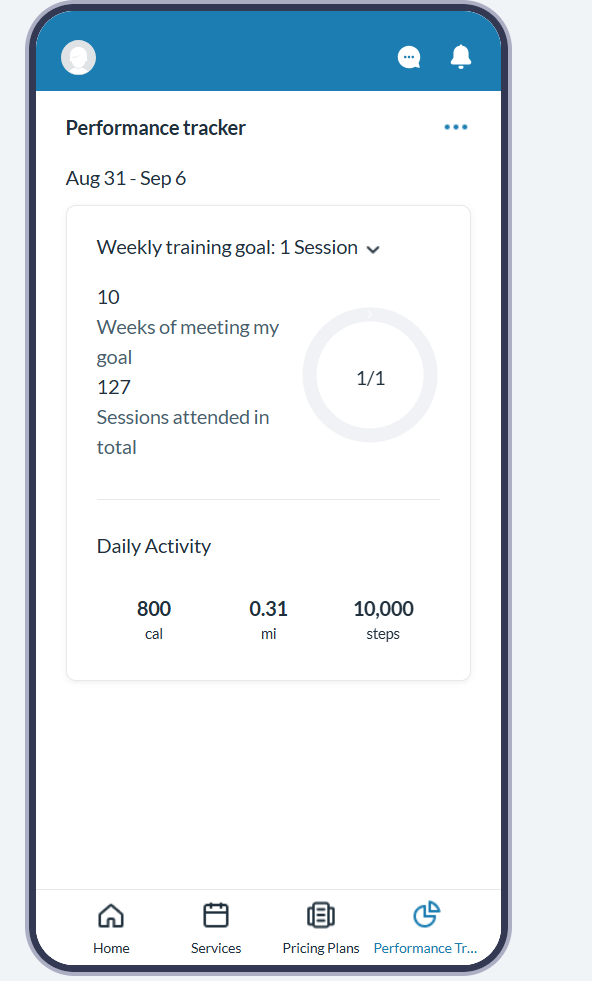 Performance tracker
Aug 31 - Sep 6
Weekly training goal: 1 Session
10
Weeks of meeting my
goal
127
Sessions attended in
total
1/1
Daily Activity
800 0.31 10,000
cal mi steps
Home Services Pricing Plans Performance Tr...